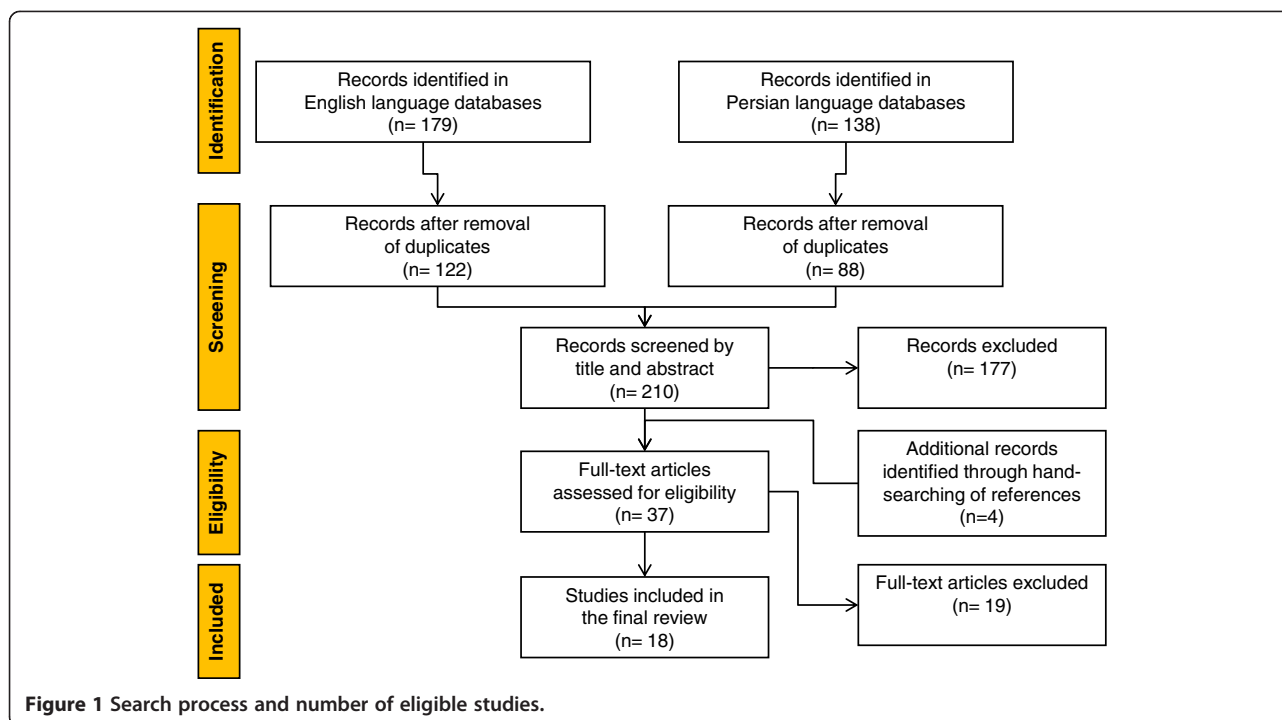 Identification
Records identified in
English language databases
(n= 179)
Records identified in
Persian language databases
(n= 138)
Screening
Records after removal
of duplicates
(n= 122)
Records after removal
of duplicates
(n= 88)
Records screened by
title and abstract
(n= 210)
Records excluded
(n= 177)
Eligibility
Full-text articles
assessed for eligibility
(n= 37)
Additional records
identified through hand-
searching of references
(n=4)
Included
Studies included in
the final review
(n= 18)
Full-text articles excluded
(n= 19)
Figure 1 Search process and number of eligible studies.